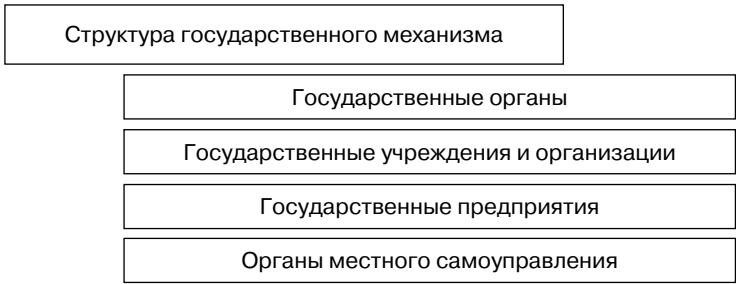 Структура государственного механизма
Государственные органы
Государственные учреждения и организации
Государственные предприятия
Органы местного самоуправления